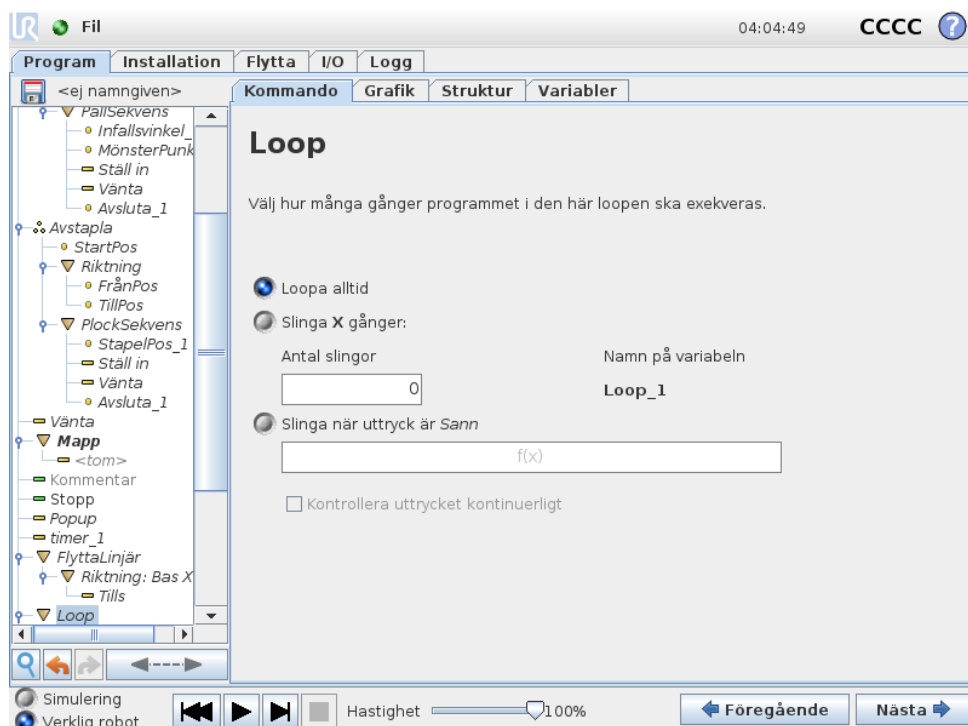 UR Fil 04:04:49 CCCC ?
Program Installation Flytta I/O Logg
<ej namngiven> Kommando Grafik Struktur Variabler
PallSekvens
Infallsvinkel_
MönsterPunk
Ställ in
Vänta
Avsluta_1
Avstapla
StartPos
Riktning
FrånPos
TillPos
PlockSekvens
StapelPos_1
Ställ in
Vänta
Avsluta_1
Vänta
Mapp
<tom>
Kommentar
Stopp
Popup
timer_1
FlyttaLinjär
Riktning: Bas X
Tills
Loop
Loop
Välj hur många gånger programmet i den här loopen ska exekveras.
Loopa alltid
Slinga X gånger:
Antal slingor Namn på variabeln
0 Loop_1
Slinga när uttryck är Sann
f(x)
Kontrollera uttrycket kontinuerligt
Simulering
Verklig robot
Hastighet 100%
Föregående Nästa